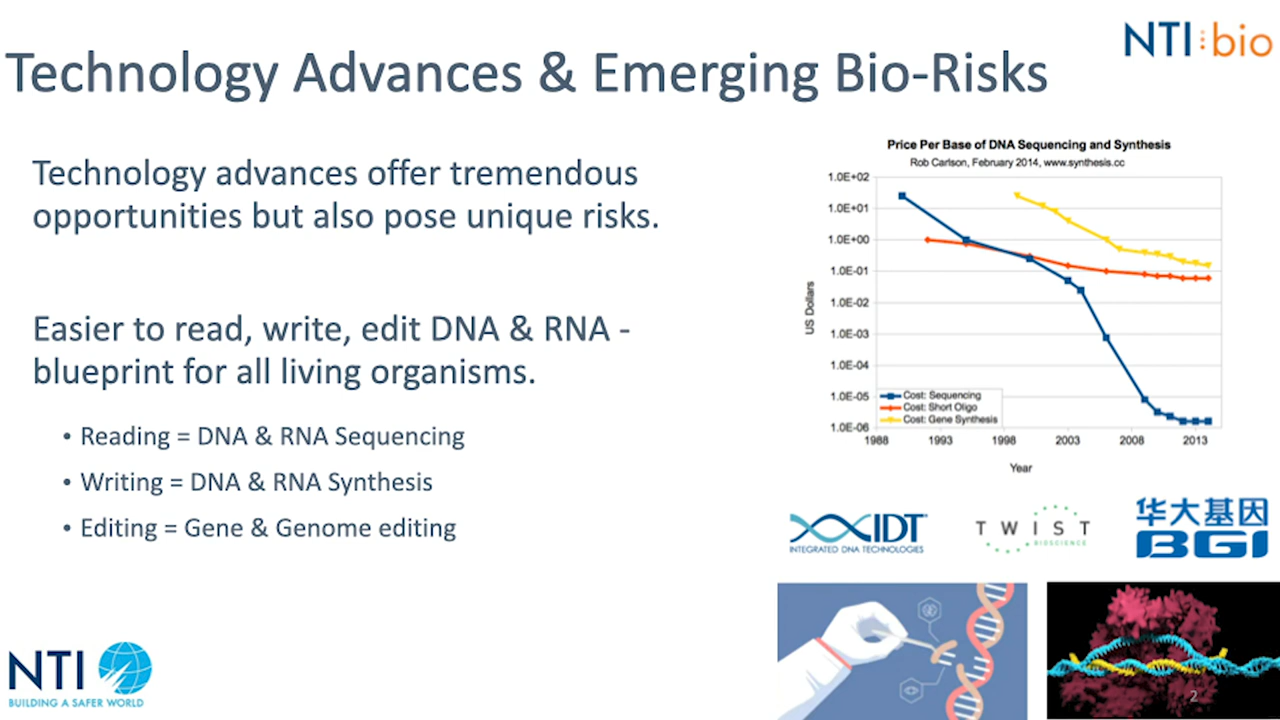 NTI:bio
Technology Advances & Emerging Bio-Risks
Technology advances offer tremendous
opportunities but also pose unique risks.
Easier to read, write, edit DNA & RNA -
blueprint for all living organisms.
• Reading = DNA & RNA Sequencing
• Writing = DNA & RNA Synthesis
• Editing = Gene & Genome editing
Price Per Base of DNA Sequencing and Synthesis
Rob Carlson, February 2014, www.synthesis.cc
1.0E+02
1.0E+01
1.0E+00
1.0E-01
1.0E-02
1.0E-03
1.0E-04
1.0E-05
1.0E-06
US Dollars
Cost: Sequencing
Cost: Short Oligo
Cost: Gene Synthesis
1988 1993 1998 2003 2008 2013
Year
IDT
INTEGRATED DNA TECHNOLOGIES
TWIST
BIOSCIENCE
华大基因
BGI
NTI
BUILDING A SAFER WORLD
2